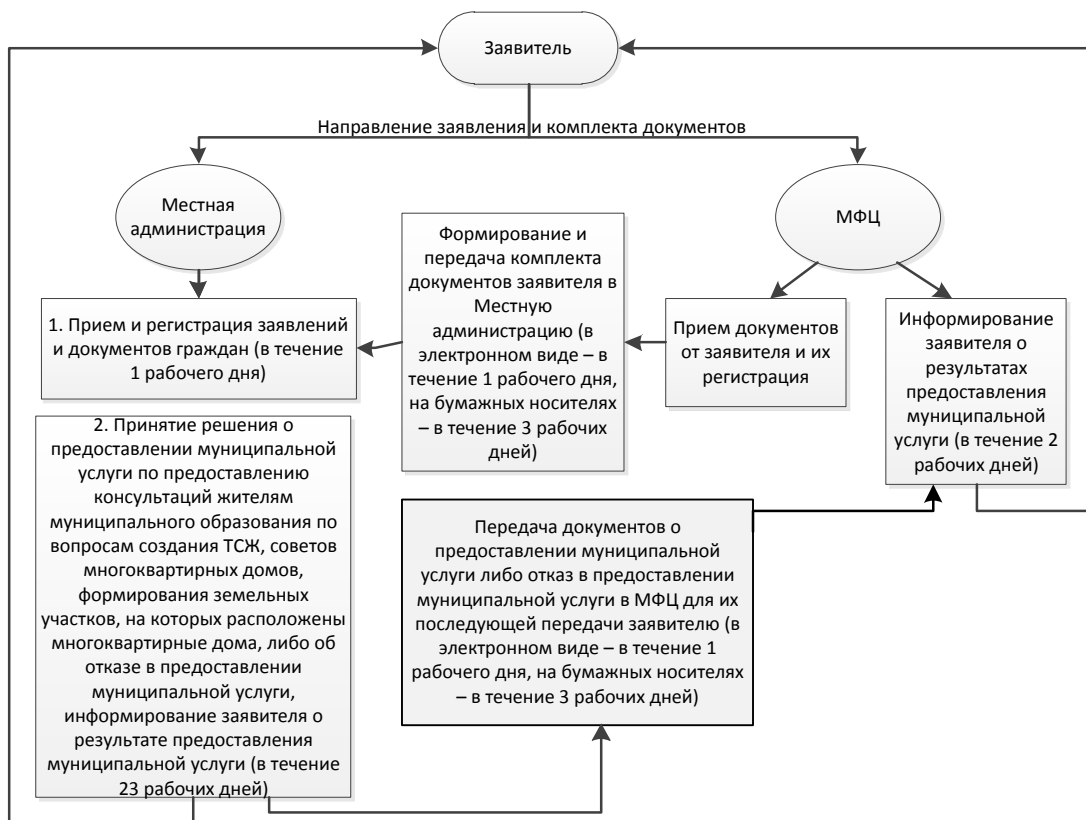 Заявитель
Направление заявления и комплекта документов
Местная
администрация
МФЦ
Формирование и
передача комплекта
документов заявителя в
Местную
администрацию (в
электронном виде – в
течение 1 рабочего дня,
на бумажных носителях
– в течение 3 рабочих
дней)
1. Прием и регистрация заявлений
и документов граждан (в течение
1 рабочего дня)
Прием документов
от заявителя и их
регистрация
Информирование
заявителя о
результатах
предоставления
муниципальной
услуги (в течение 2
рабочих дней)
2. Принятие решения о
предоставлении муниципальной
услуги по предоставлению
консультаций жителям
муниципального образования по
вопросам создания ТСЖ, советов
многоквартирных домов,
формирования земельных
участков, на которых расположены
многоквартирные дома, либо об
отказе в предоставлении
муниципальной услуги,
информирование заявителя о
результате предоставления
муниципальной услуги (в течение
23 рабочих дней)
Передача документов о
предоставлении муниципальной
услуги либо отказ в предоставлении
муниципальной услуги в МФЦ для их
последующей передачи заявителю (в
электронном виде – в течение 1
рабочего дня, на бумажных носителях
– в течение 3 рабочих дней)